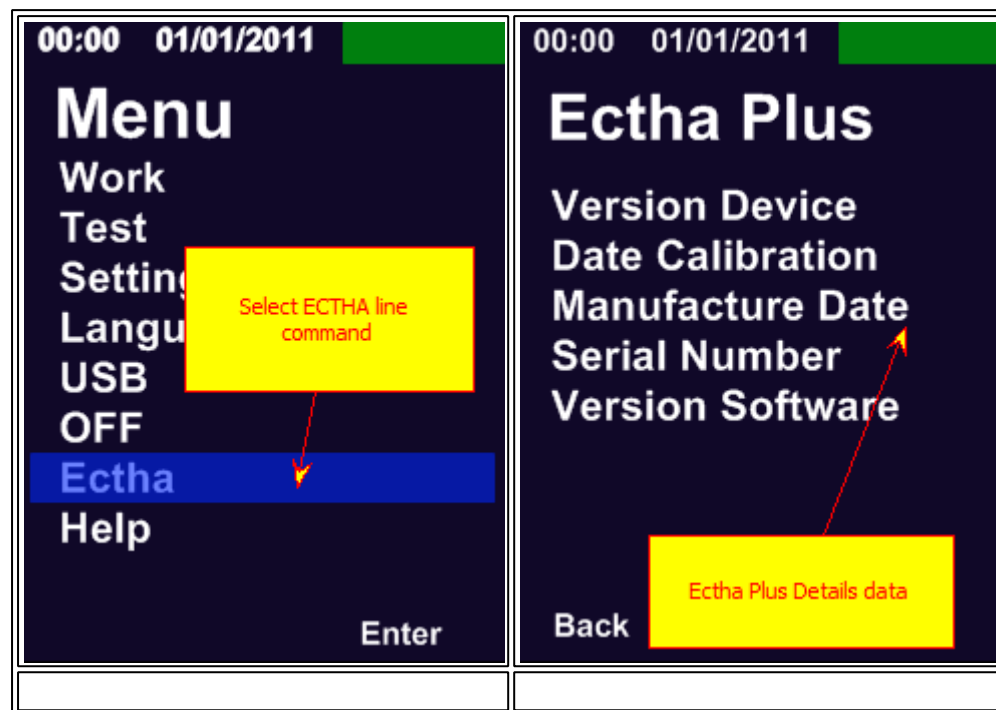 00:00 01/01/2011
Menu
Work
Test
Settin
Langu
USB
OFF
Ectha
Help
Enter
Select ECTHA line
command
00:00 01/01/2011
Ectha Plus
Version Device
Date Calibration
Manufacture Date
Serial Number
Version Software
Back
Ectha Plus Details data